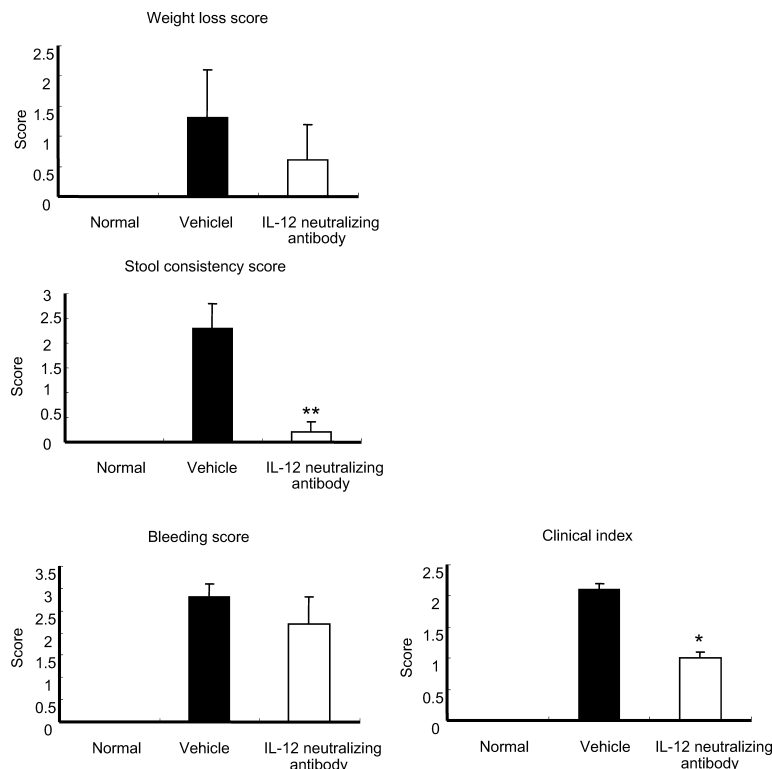 Weight loss score
2.5
2
1.5
1
0.5
0
Score
Normal
Vehiclel
IL-12 neutralizing
antibody
Stool consistency score
3
2.5
2
1.5
1
0.5
0
Score
**
Normal
Vehicle
IL-12 neutralizing
antibody
Bleeding score
3.5
3
2.5
2
1.5
1
0.5
0
Score
Normal
Vehicle
IL-12 neutralizing
antibody
Clinical index
2.5
2
1.5
1
0.5
0
Score
*
Normal
Vehicle
IL-12 neutralizing
antibody